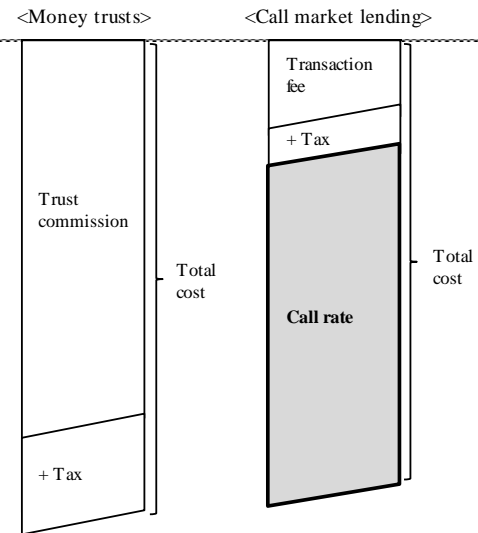 <Money trusts>
<Call market lending>
Trust
commission
+ Tax
Total
cost
Transaction
fee
+ Tax
Call rate
Total
cost